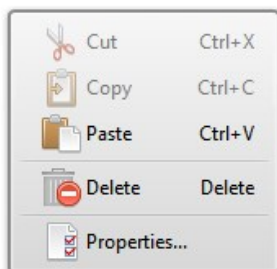 Cut Ctrl+X
Copy Ctrl+C
Paste Ctrl+V
Delete Delete
Properties...